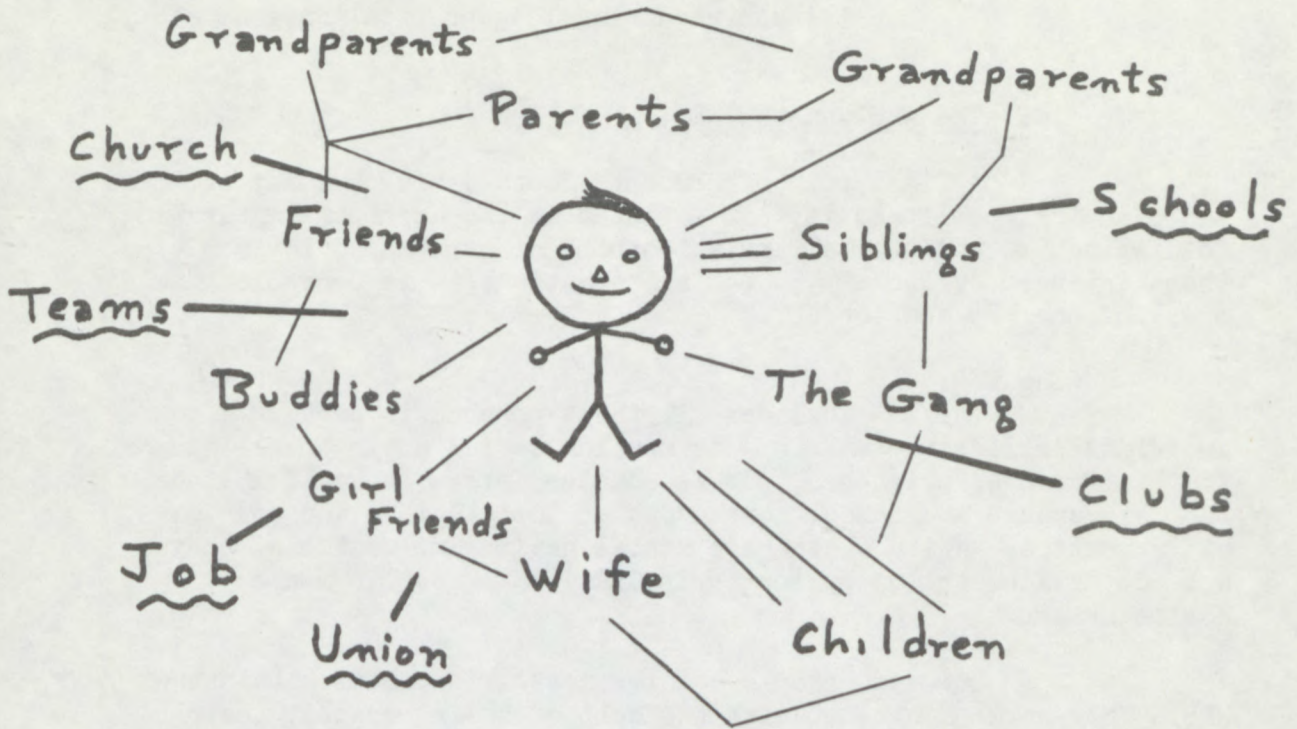 Grandparents
Grandparents
Parents
Church
Schools
Friends
Siblings
Teams
Buddies
The Gang
Girl
Friends
Clubs
Job
Wife
Union
Children